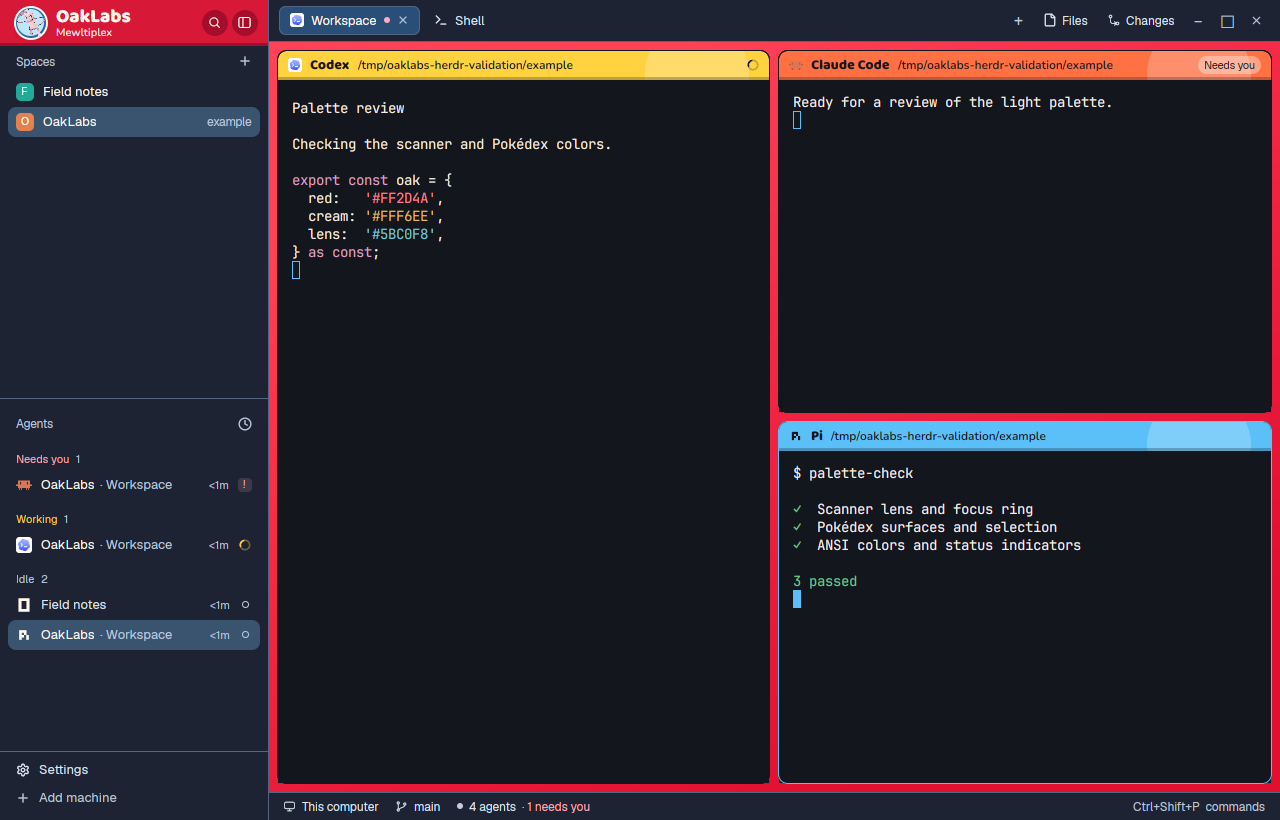 OakLabs
Mewltiplex
Spaces
F Field notes
O OakLabs example
Agents
Needs you 1
OakLabs · Workspace <1m !
Working 1
OakLabs · Workspace <1m
Idle 2
Field notes <1m
OakLabs · Workspace <1m
Settings
Add machine
Workspace
Shell
Files
Changes
Codex /tmp/oaklabs-herdr-validation/example
Palette review
Checking the scanner and Pokédex colors.
export const oak = {
  red:   '#FF2D4A',
  cream: '#FFF6EE',
  lens:  '#5BC0F8',
} as const;
Claude Code /tmp/oaklabs-herdr-validation/example Needs you
Ready for a review of the light palette.
Pi /tmp/oaklabs-herdr-validation/example
$ palette-check
✓ Scanner lens and focus ring
✓ Pokédex surfaces and selection
✓ ANSI colors and status indicators
3 passed
This computer main 4 agents · 1 needs you Ctrl+Shift+P commands